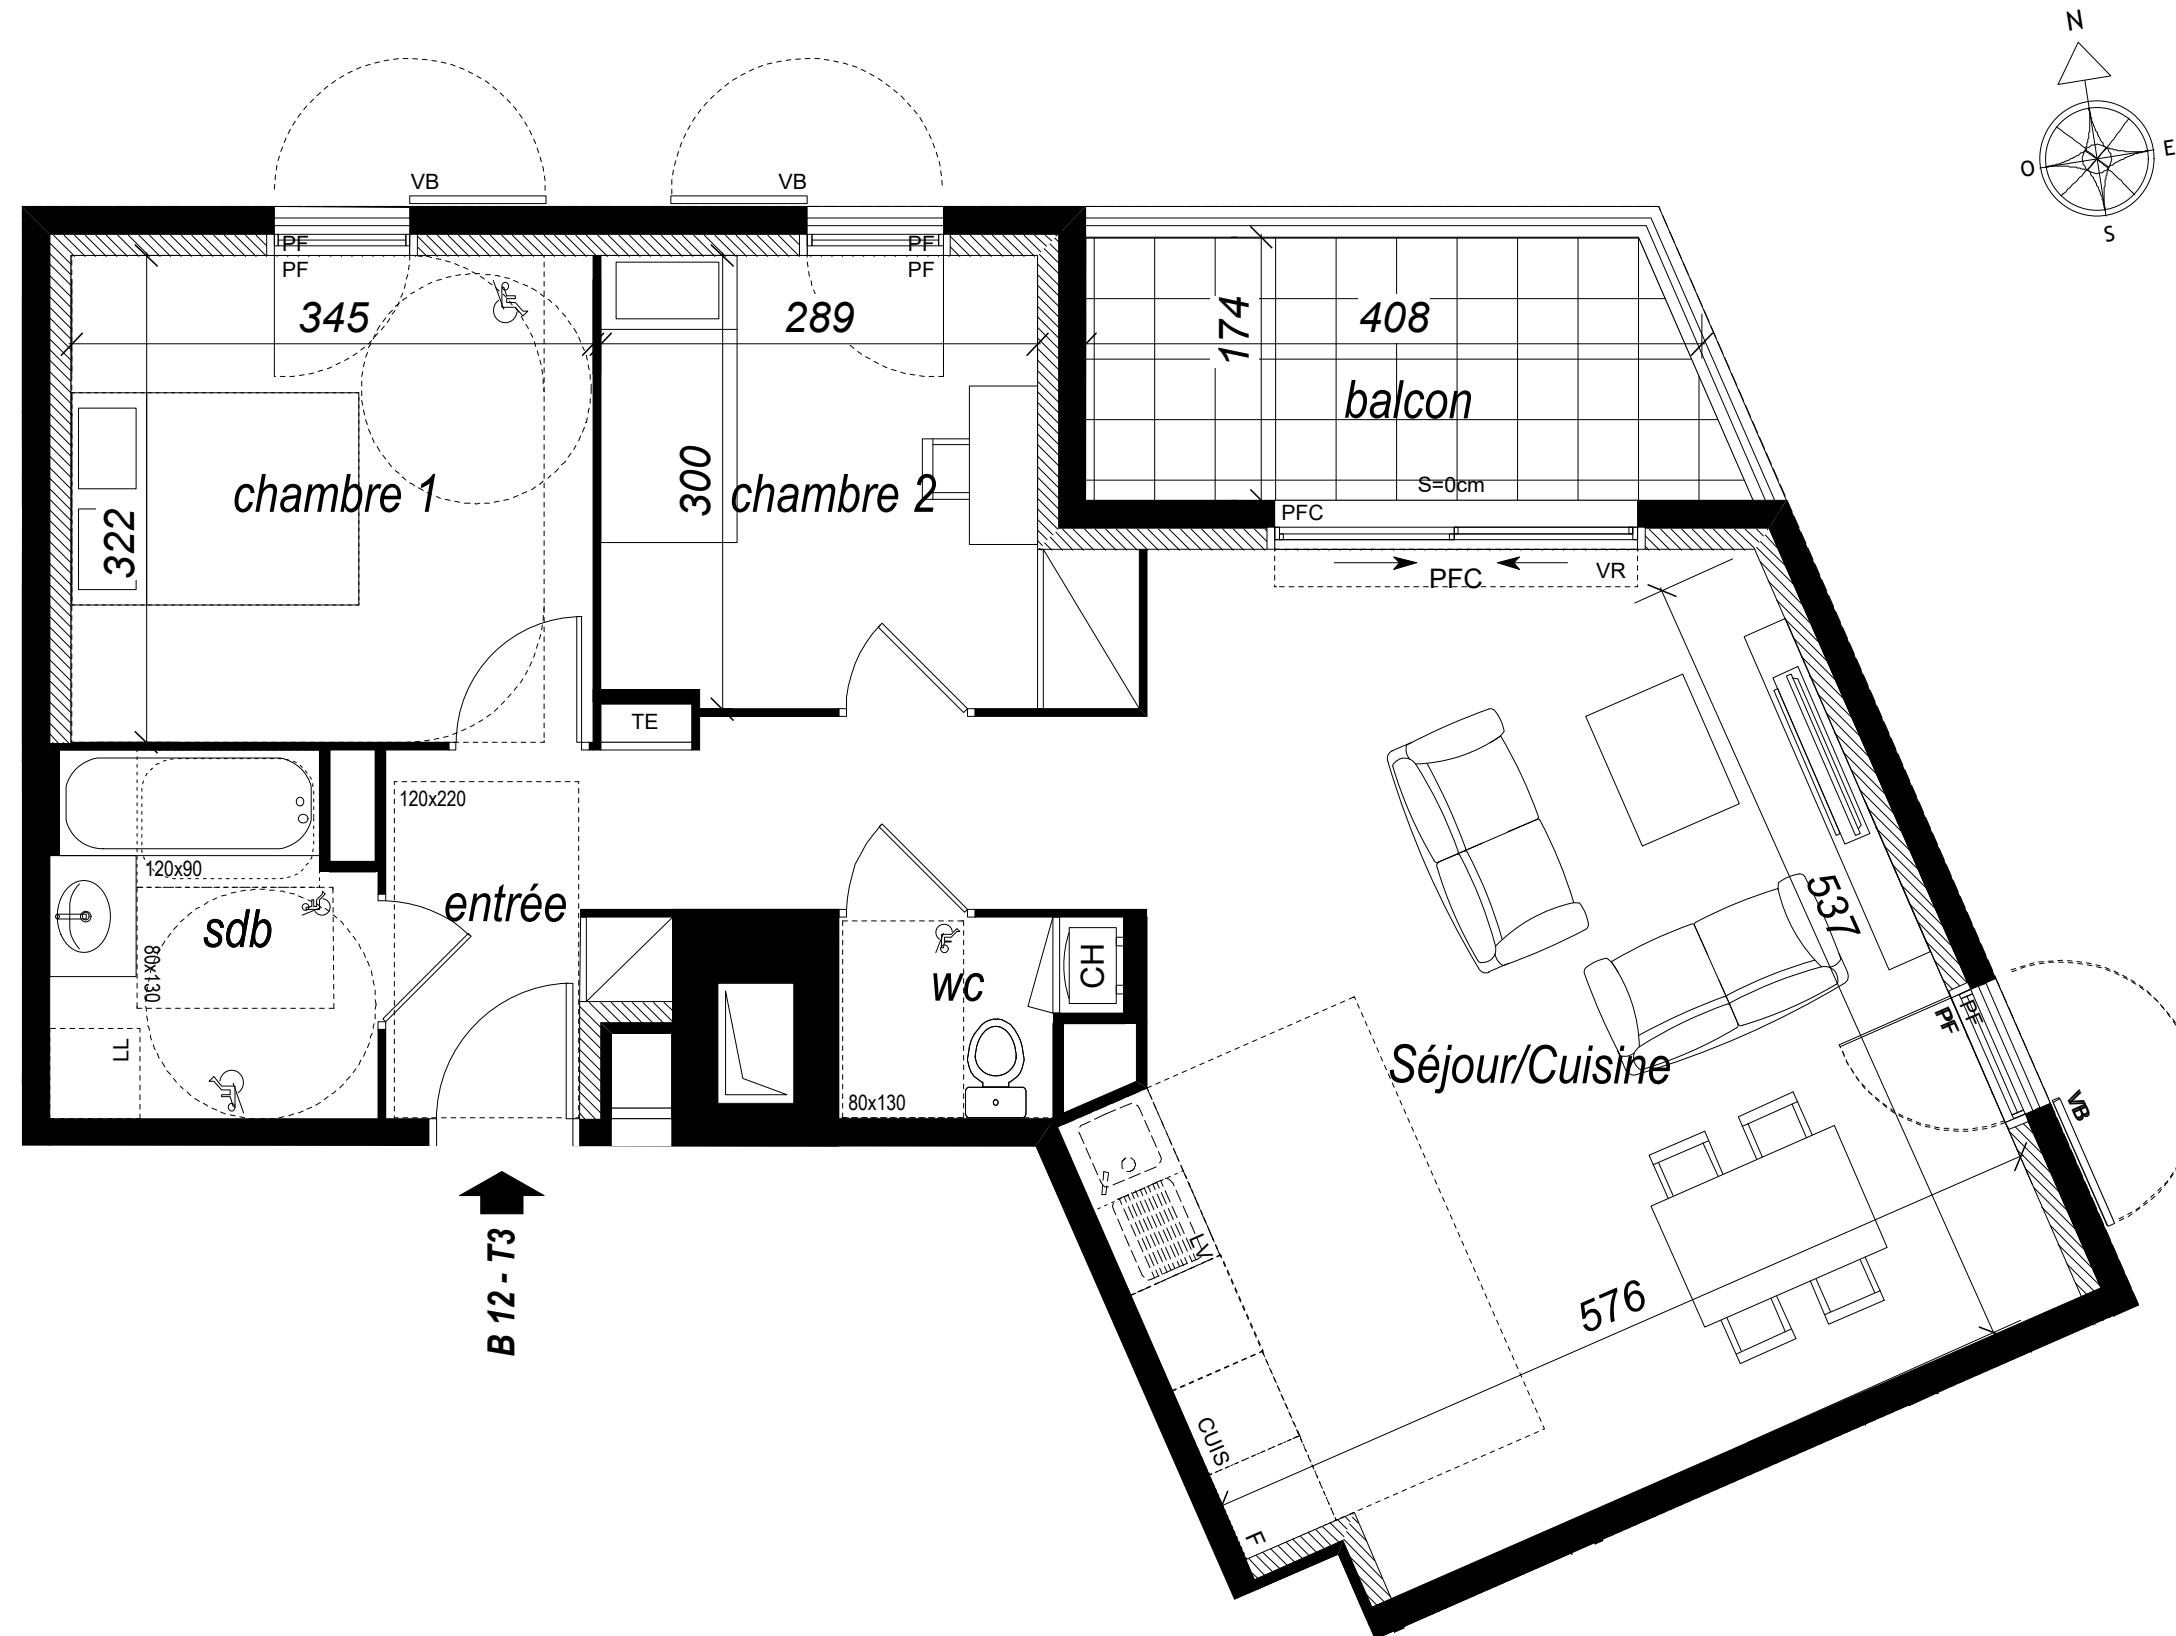 N
E
O
S
VB
VB
PF
PF
PF
PF
345
289
174
408
balcon
322
chambre 1
300
chambre 2
S=0cm
PFC
PFC
VR
TE
120x220
120x90
entrée
sdb
80x130
LL
wc
CH
80x130
537
PF
PF
VB
Séjour/Cuisine
LV
576
CUIS
F
B 12 - T3